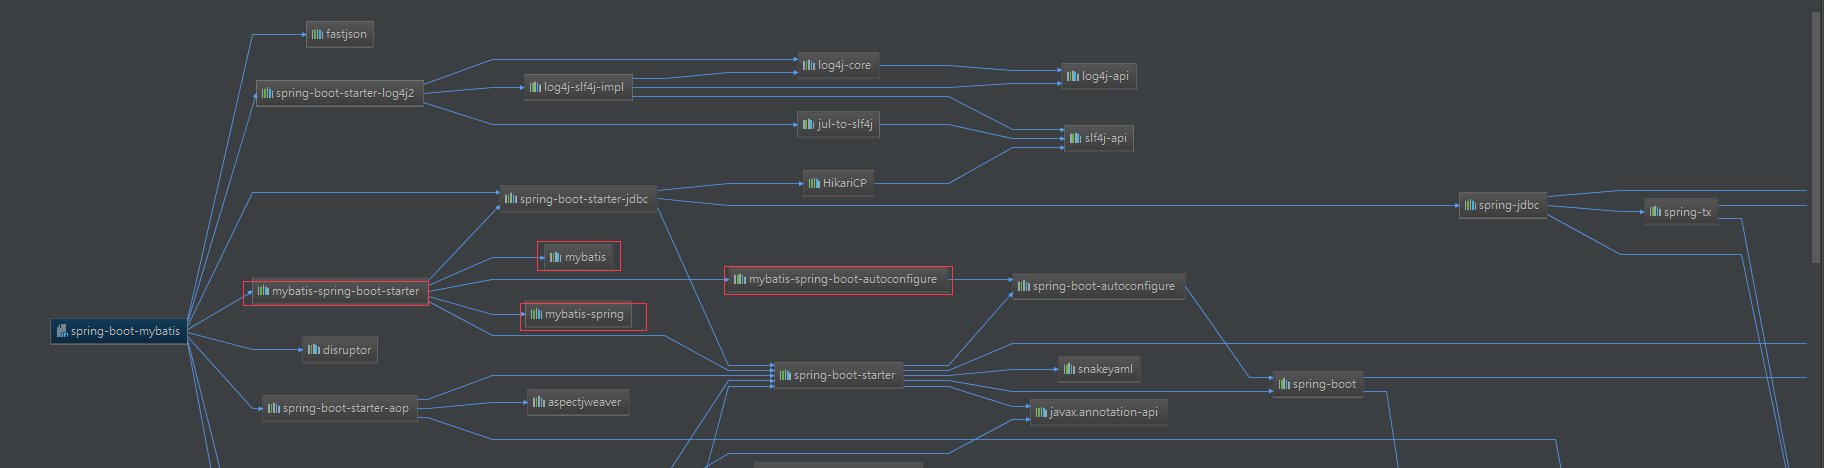 fastjson
log4j-core
log4j-api
spring-boot-starter-log4j2
log4j-slf4j-impl
jul-to-slf4j
slf4j-api
HikariCP
spring-boot-starter-jdbc
spring-jdbc
spring-tx
mybatis
mybatis-spring-boot-autoconfigure
spring-boot-autoconfigure
mybatis-spring-boot-starter
mybatis-spring
spring-boot-mybatis
disruptor
spring-boot-starter
snakeyaml
spring-boot
spring-boot-starter-aop
aspectjweaver
javax.annotation-api